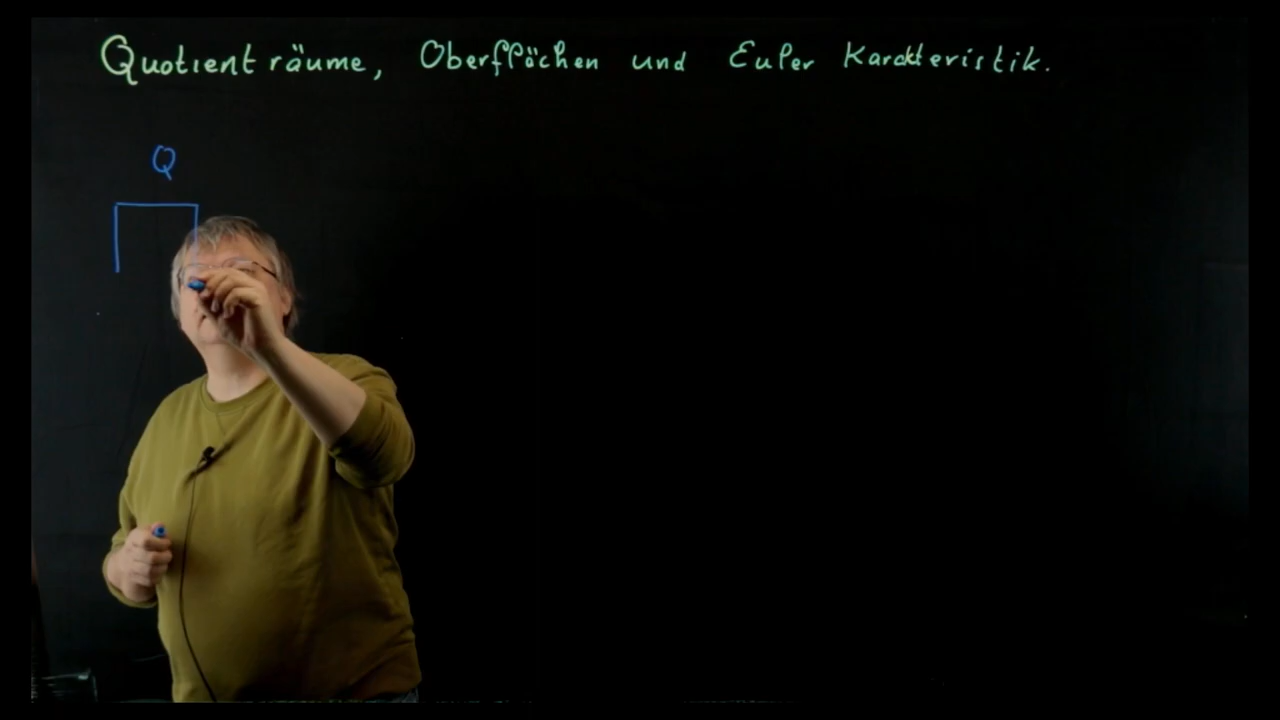 Quotienträume, Oberflächen und Euler Karakteristik.
Q